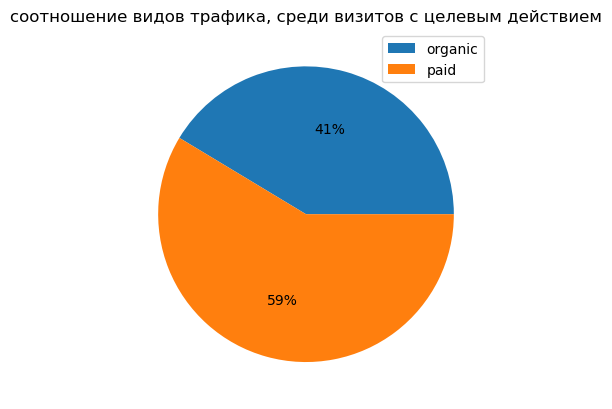 соотношение видов трафика, среди визитов с целевым действием
organic
paid
41%
59%